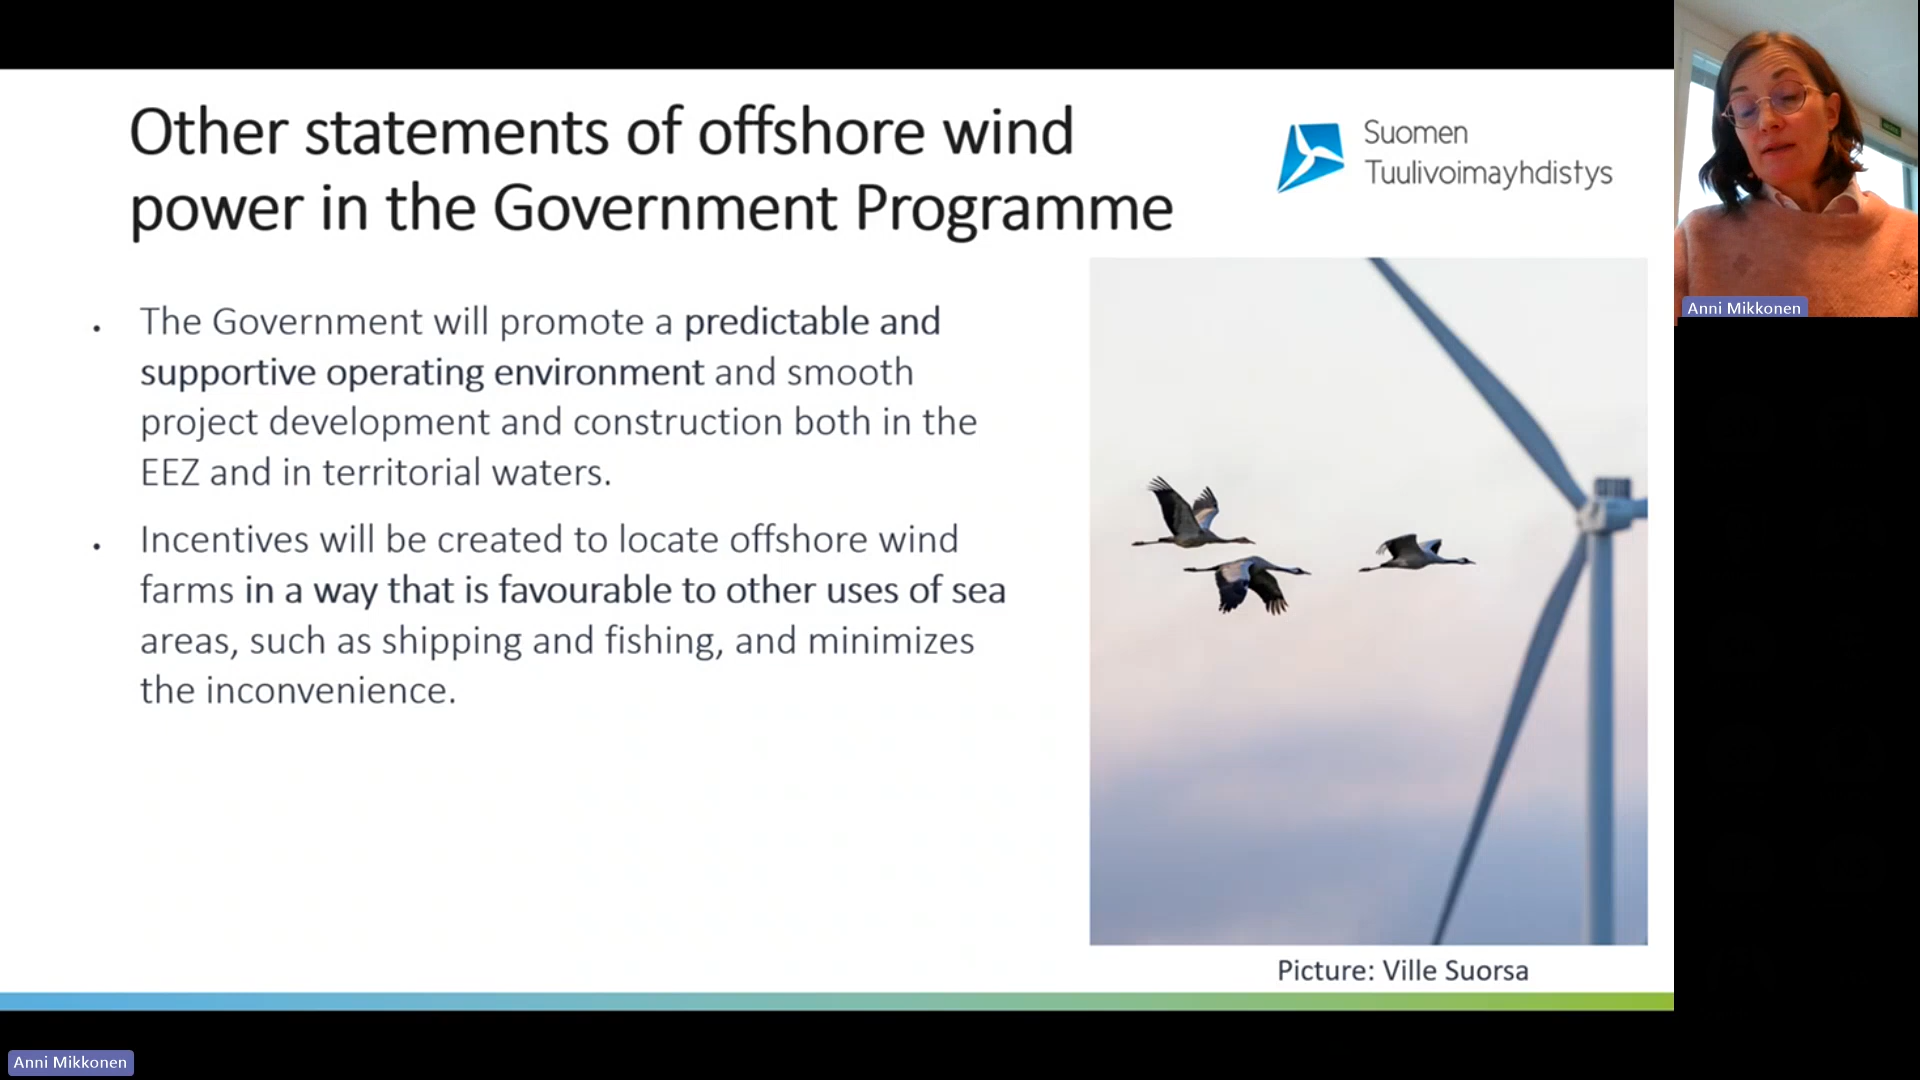 Other statements of offshore wind
power in the Government Programme
Suomen
Tuulivoimayhdistys
• The Government will promote a predictable and
supportive operating environment and smooth
project development and construction both in the
EEZ and in territorial waters.
• Incentives will be created to locate offshore wind
farms in a way that is favourable to other uses of sea
areas, such as shipping and fishing, and minimizes
the inconvenience.
Picture: Ville Suorsa
Anni Mikkonen
Anni Mikkonen